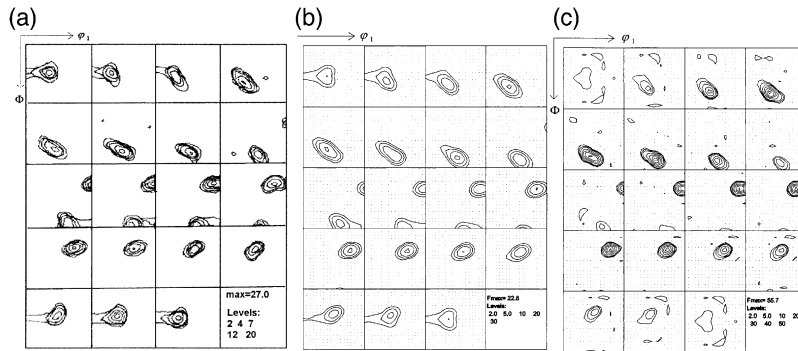 (a)
(b)
(c)
φ1
φ1
φ1
Φ
Φ
max=27.0
Levels:
2 4 7
12 20
Fmax= 22.8
Levels:
2.0 5.0 10 20
30
Fmax= 55.7
Levels:
2.0 5.0 10 20
30 40 50